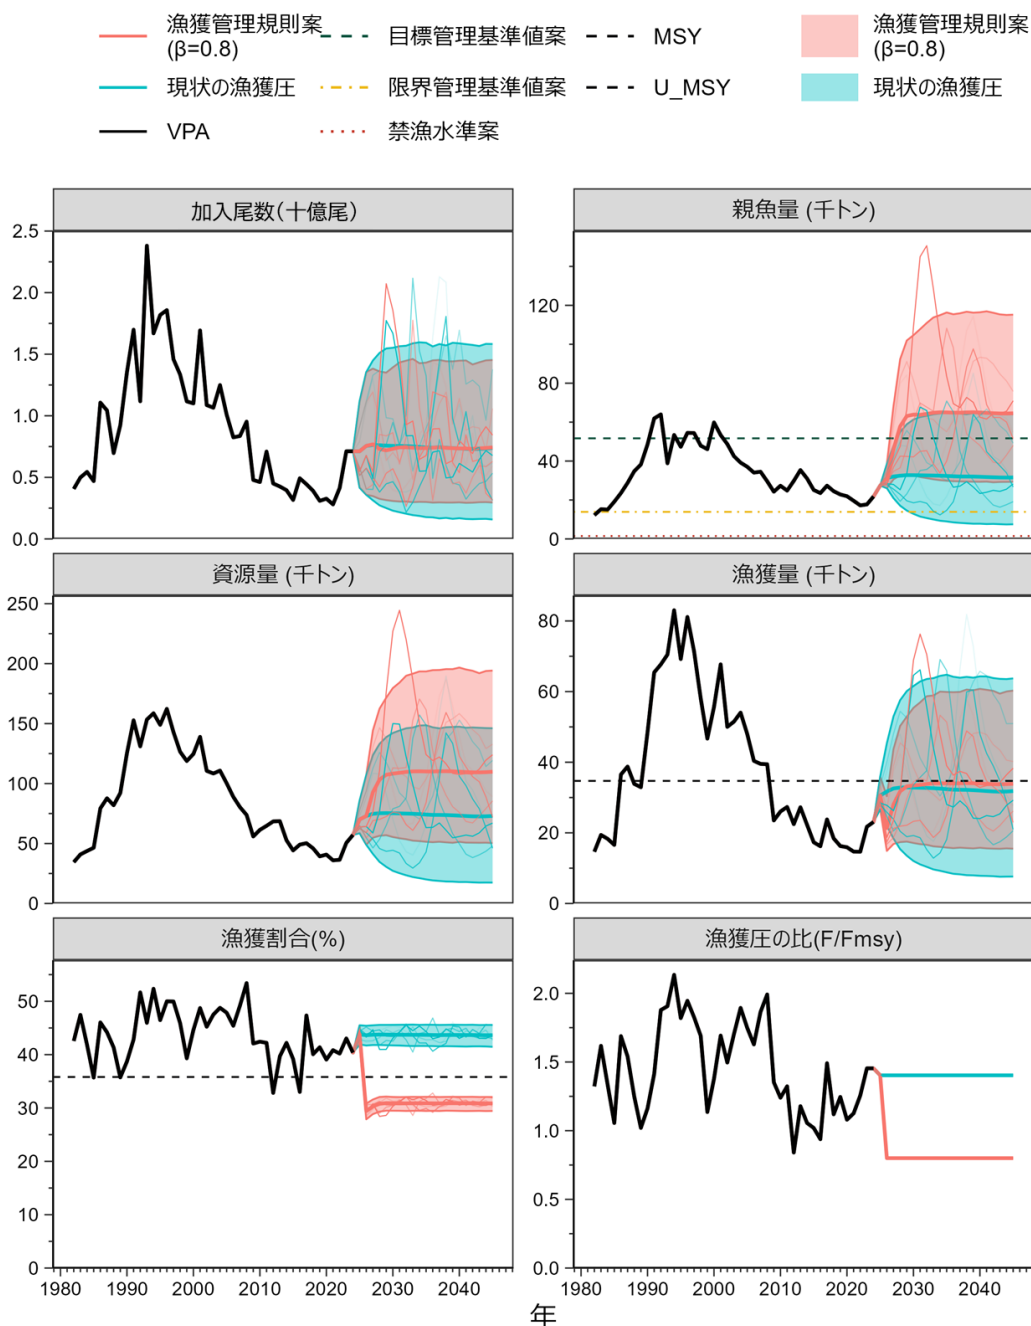 漁獲管理規則案
(β=0.8)
目標管理基準値案
MSY
漁獲管理規則案
(β=0.8)
現状の漁獲圧
限界管理基準値案
U_MSY
現状の漁獲圧
VPA
禁漁水準案
加入尾数(十億尾)
2.5
2.0
1.5
1.0
0.5
0.0
親魚量 (千トン)
120
80
40
0
資源量 (千トン)
250
200
150
100
50
0
漁獲量 (千トン)
80
60
40
20
0
漁獲割合(%)
50
40
30
20
10
0
1980 1990 2000 2010 2020 2030 2040
漁獲圧の比(F/Fmsy)
2.0
1.5
1.0
0.5
0.0
1980 1990 2000 2010 2020 2030 2040
年